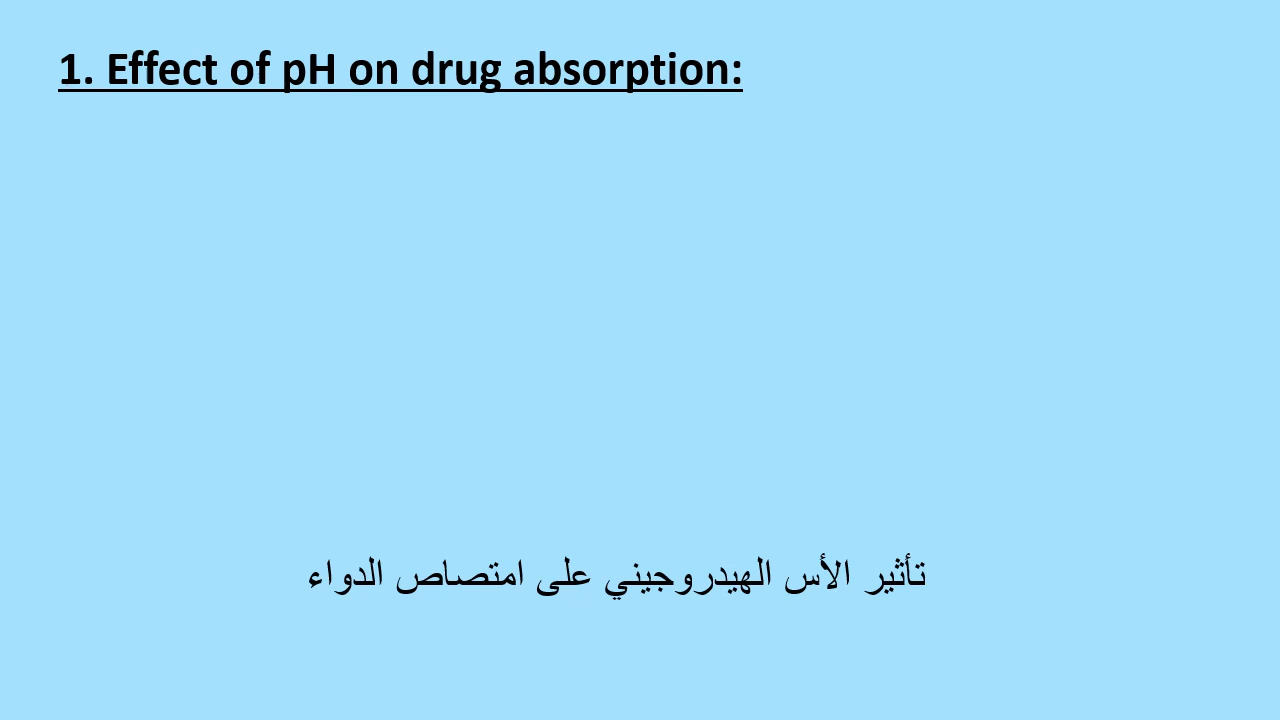 1. Effect of pH on drug absorption:
تأثير الأس الهيدروجيني على امتصاص الدواء